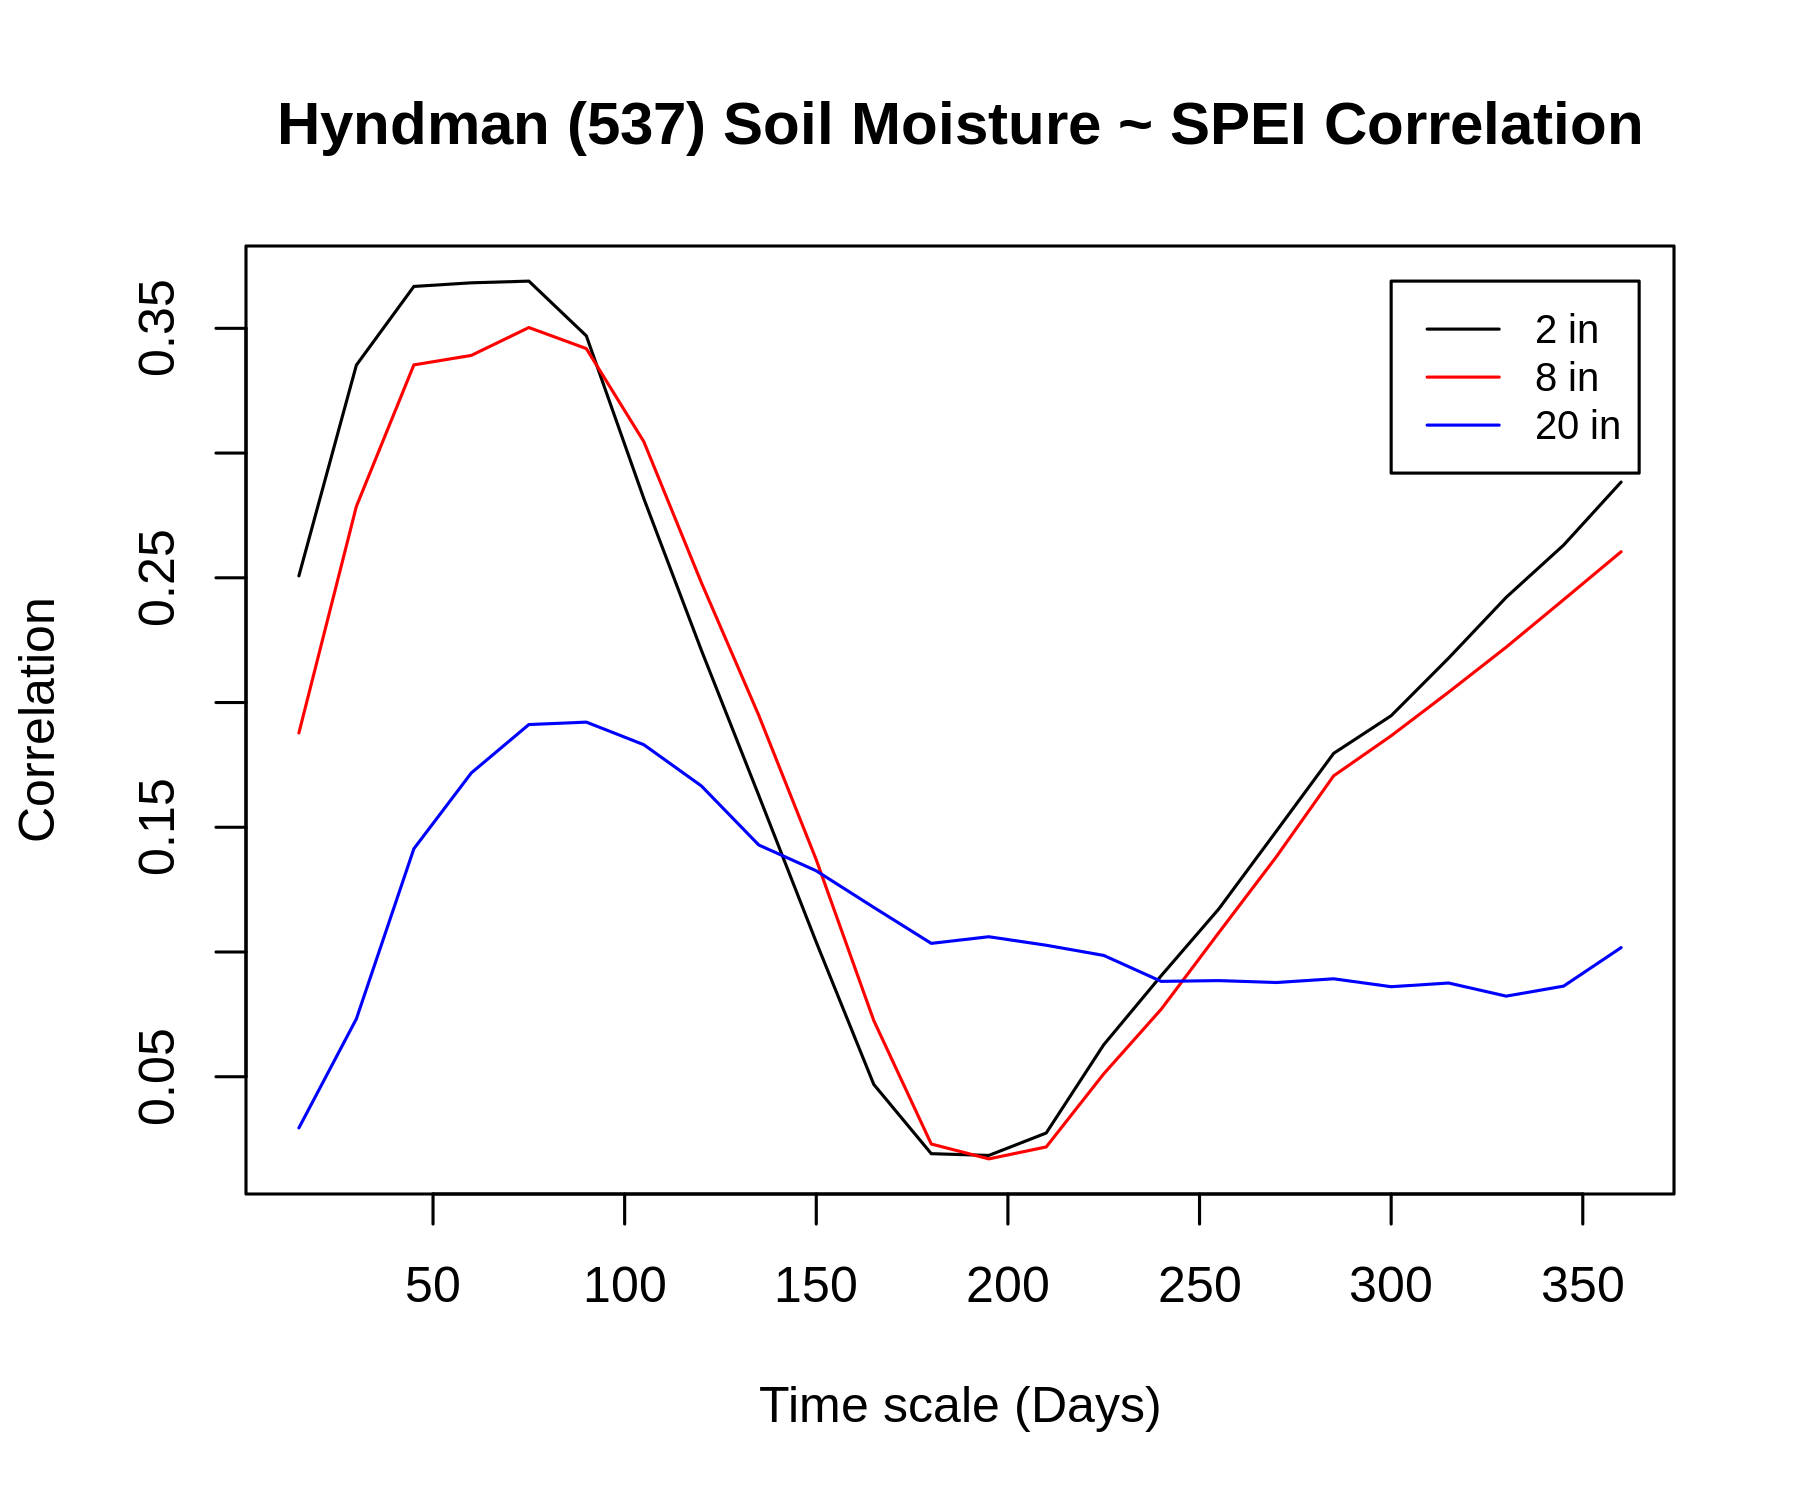 Hyndman (537) Soil Moisture ~ SPEI Correlation
2 in
8 in
20 in
Correlation
0.35
0.25
0.15
0.05
50 100 150 200 250 300 350
Time scale (Days)